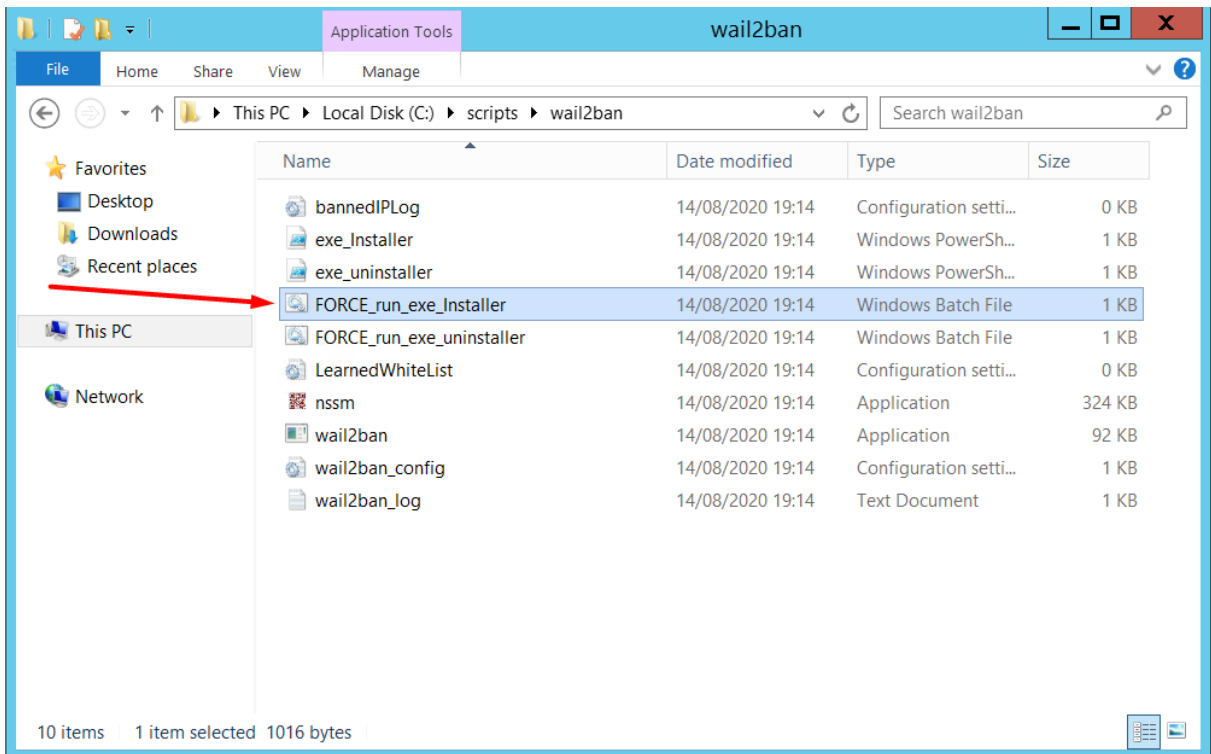 Application Tools wail2ban
File Home Share View Manage
This PC Local Disk (C:) scripts wail2ban Search wail2ban
Favorites
Desktop
Downloads
Recent places
This PC
Network
Name Date modified Type Size
bannedIPLog 14/08/2020 19:14 Configuration setti... 0 KB
exe_Installer 14/08/2020 19:14 Windows PowerSh... 1 KB
exe_uninstaller 14/08/2020 19:14 Windows PowerSh... 1 KB
FORCE_run_exe_Installer 14/08/2020 19:14 Windows Batch File 1 KB
FORCE_run_exe_uninstaller 14/08/2020 19:14 Windows Batch File 1 KB
LearnedWhiteList 14/08/2020 19:14 Configuration setti... 0 KB
nssm 14/08/2020 19:14 Application 324 KB
wail2ban 14/08/2020 19:14 Application 92 KB
wail2ban_config 14/08/2020 19:14 Configuration setti... 1 KB
wail2ban_log 14/08/2020 19:14 Text Document 1 KB
10 items 1 item selected 1016 bytes